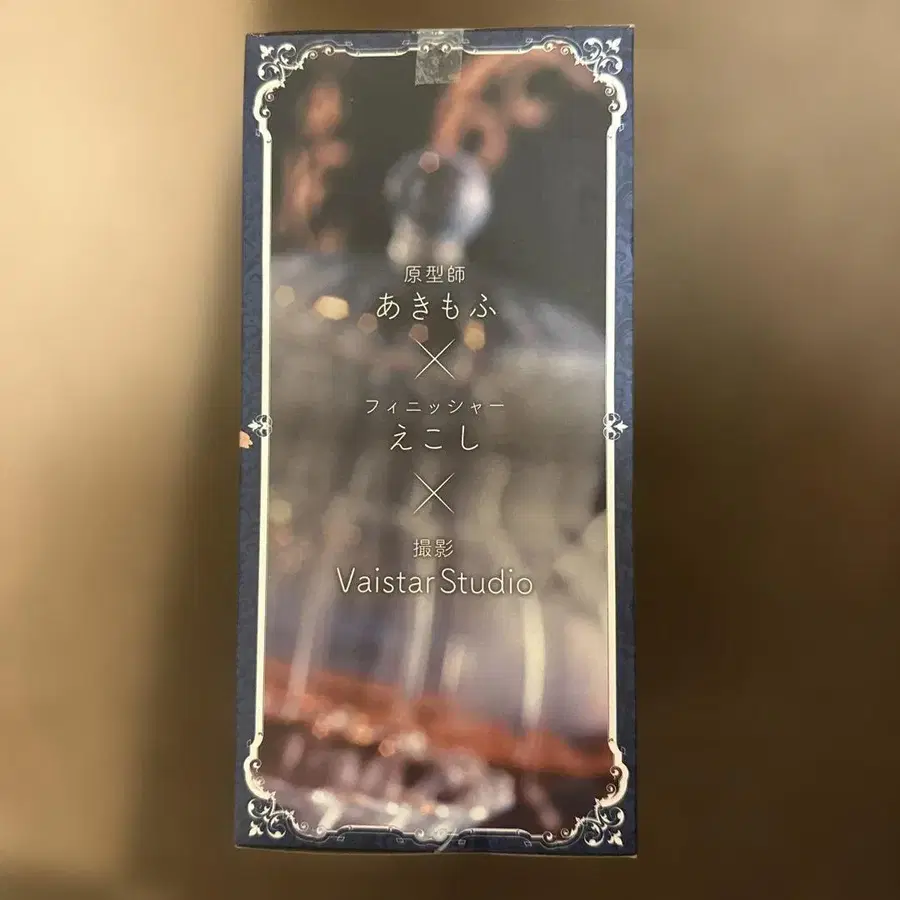 原型師
あきもふ
×
フィニッシャー
えこし
×
撮影
Vaistar Studio